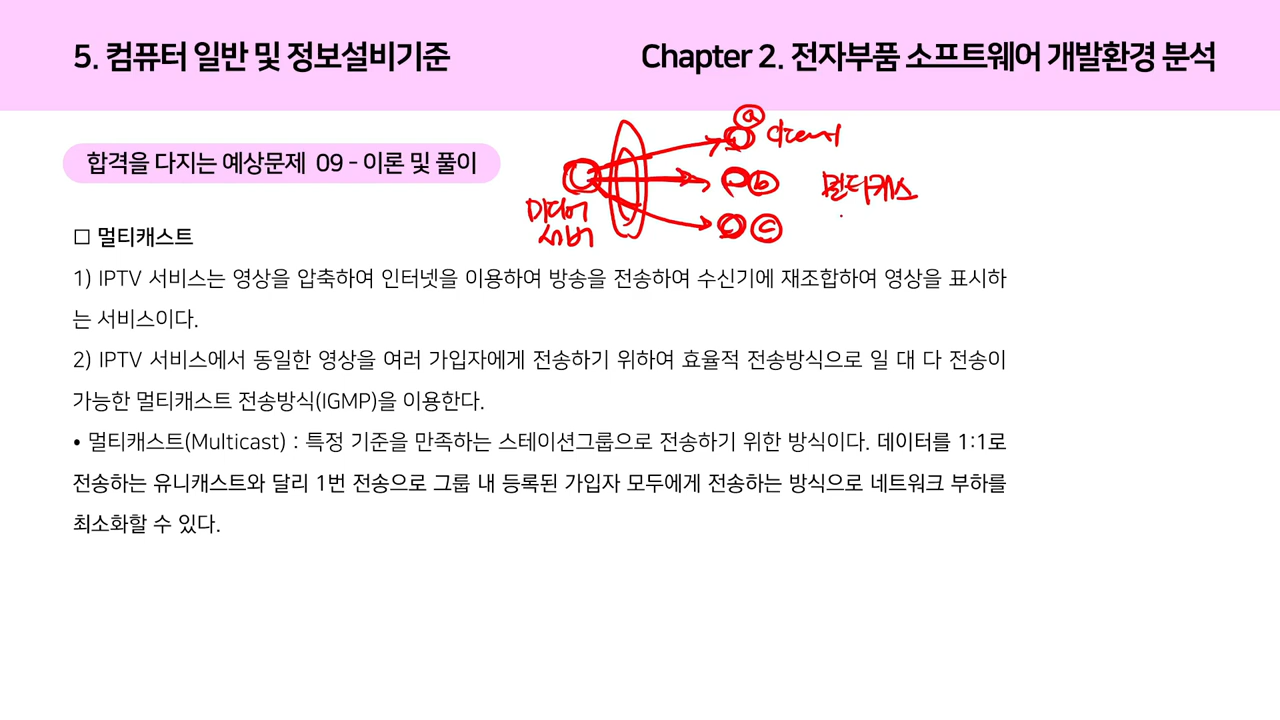 5. 컴퓨터 일반 및 정보설비기준
Chapter 2. 전자부품 소프트웨어 개발환경 분석
합격을 다지는 예상문제 09 - 이론 및 풀이
a
b
c
미디어
서버
멀티캐스
□ 멀티캐스트
1) IPTV 서비스는 영상을 압축하여 인터넷을 이용하여 방송을 전송하여 수신기에 재조합하여 영상을 표시하
는 서비스이다.
2) IPTV 서비스에서 동일한 영상을 여러 가입자에게 전송하기 위하여 효율적 전송방식으로 일 대 다 전송이
가능한 멀티캐스트 전송방식(IGMP)을 이용한다.
• 멀티캐스트(Multicast) : 특정 기준을 만족하는 스테이션그룹으로 전송하기 위한 방식이다. 데이터를 1:1로
전송하는 유니캐스트와 달리 1번 전송으로 그룹 내 등록된 가입자 모두에게 전송하는 방식으로 네트워크 부하를
최소화할 수 있다.